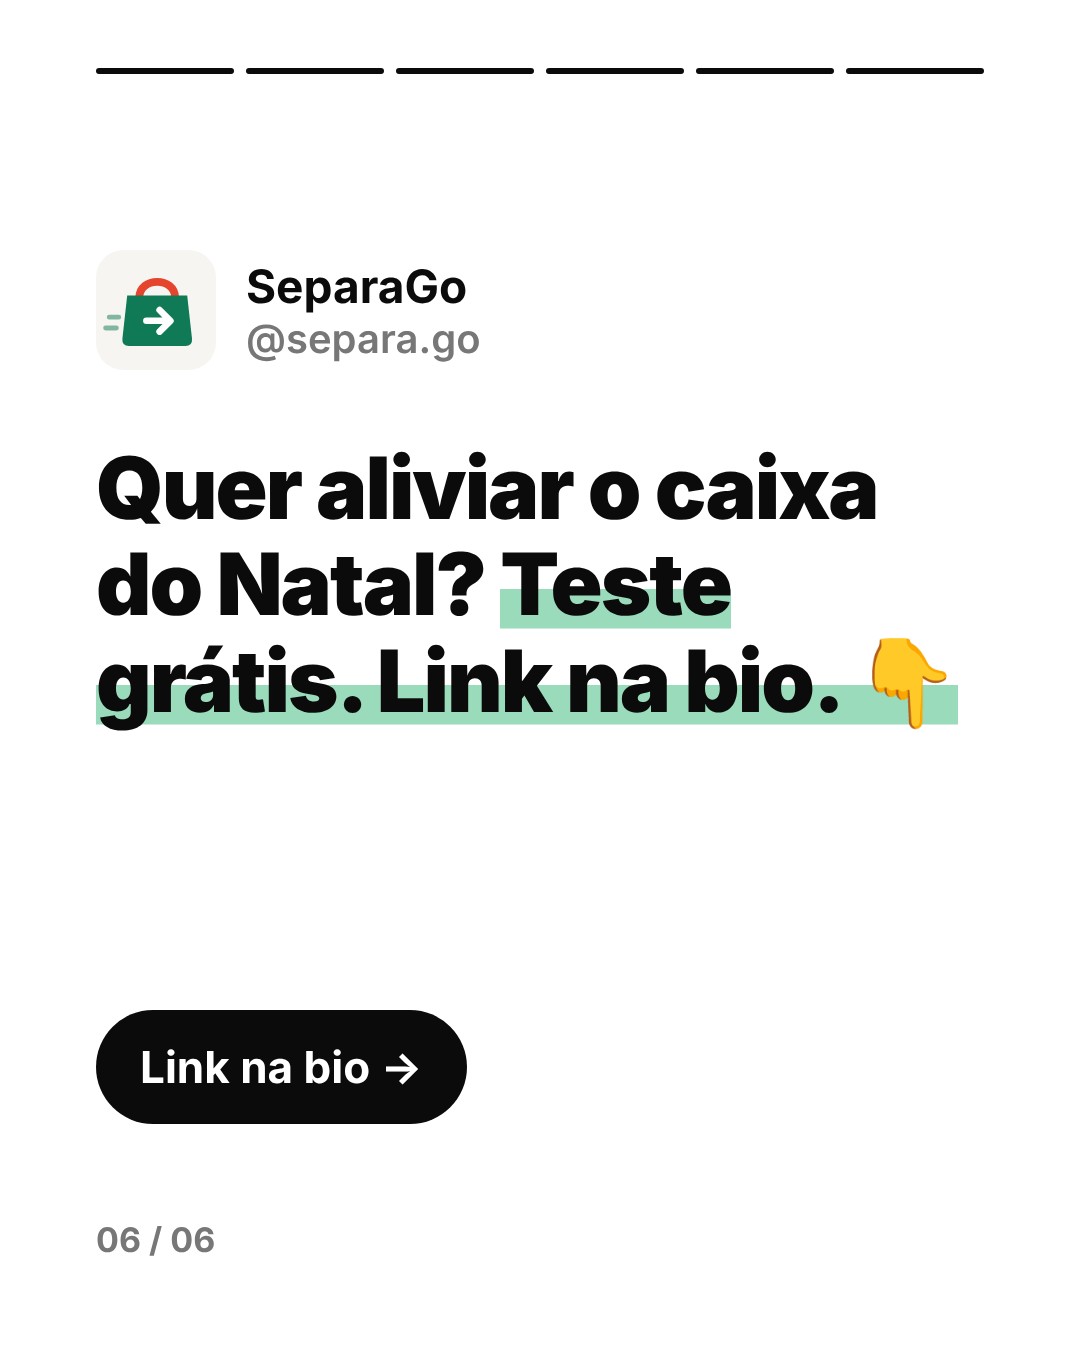 SeparaGo
@separa.go
Quer aliviar o caixa
do Natal? Teste
grátis. Link na bio. 👇
Link na bio →
06 / 06